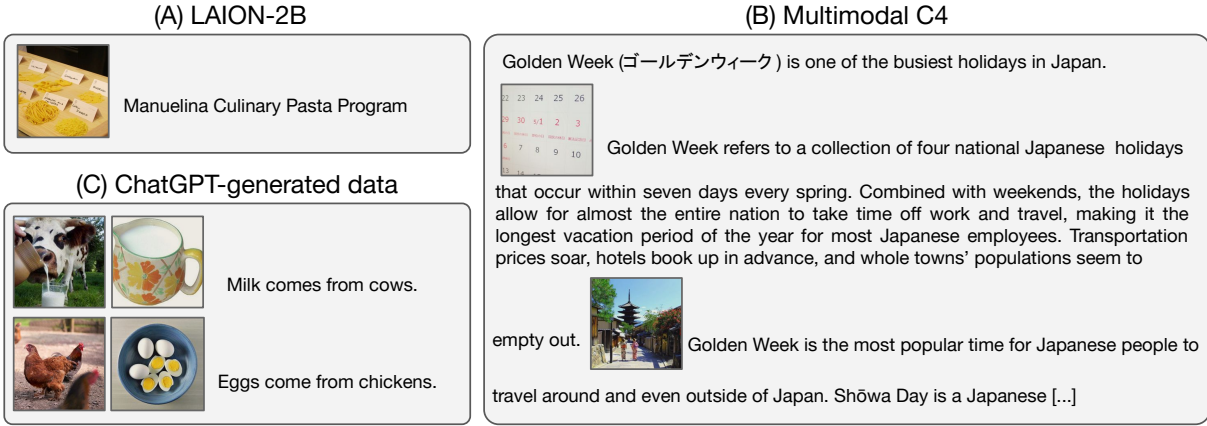 (A) LAION-2B
Manuelina Culinary Pasta Program
(C) ChatGPT-generated data
Milk comes from cows.
Eggs come from chickens.
(B) Multimodal C4
Golden Week (ゴールデンウィーク) is one of the busiest holidays in Japan.
22 23 24 25 26
29 30 5/1 2 3
6 7 8 9 10
13 14
Golden Week refers to a collection of four national Japanese holidays
that occur within seven days every spring. Combined with weekends, the holidays
allow for almost the entire nation to take time off work and travel, making it the
longest vacation period of the year for most Japanese employees. Transportation
prices soar, hotels book up in advance, and whole towns’ populations seem to
empty out. Golden Week is the most popular time for Japanese people to
travel around and even outside of Japan. Shōwa Day is a Japanese [...]